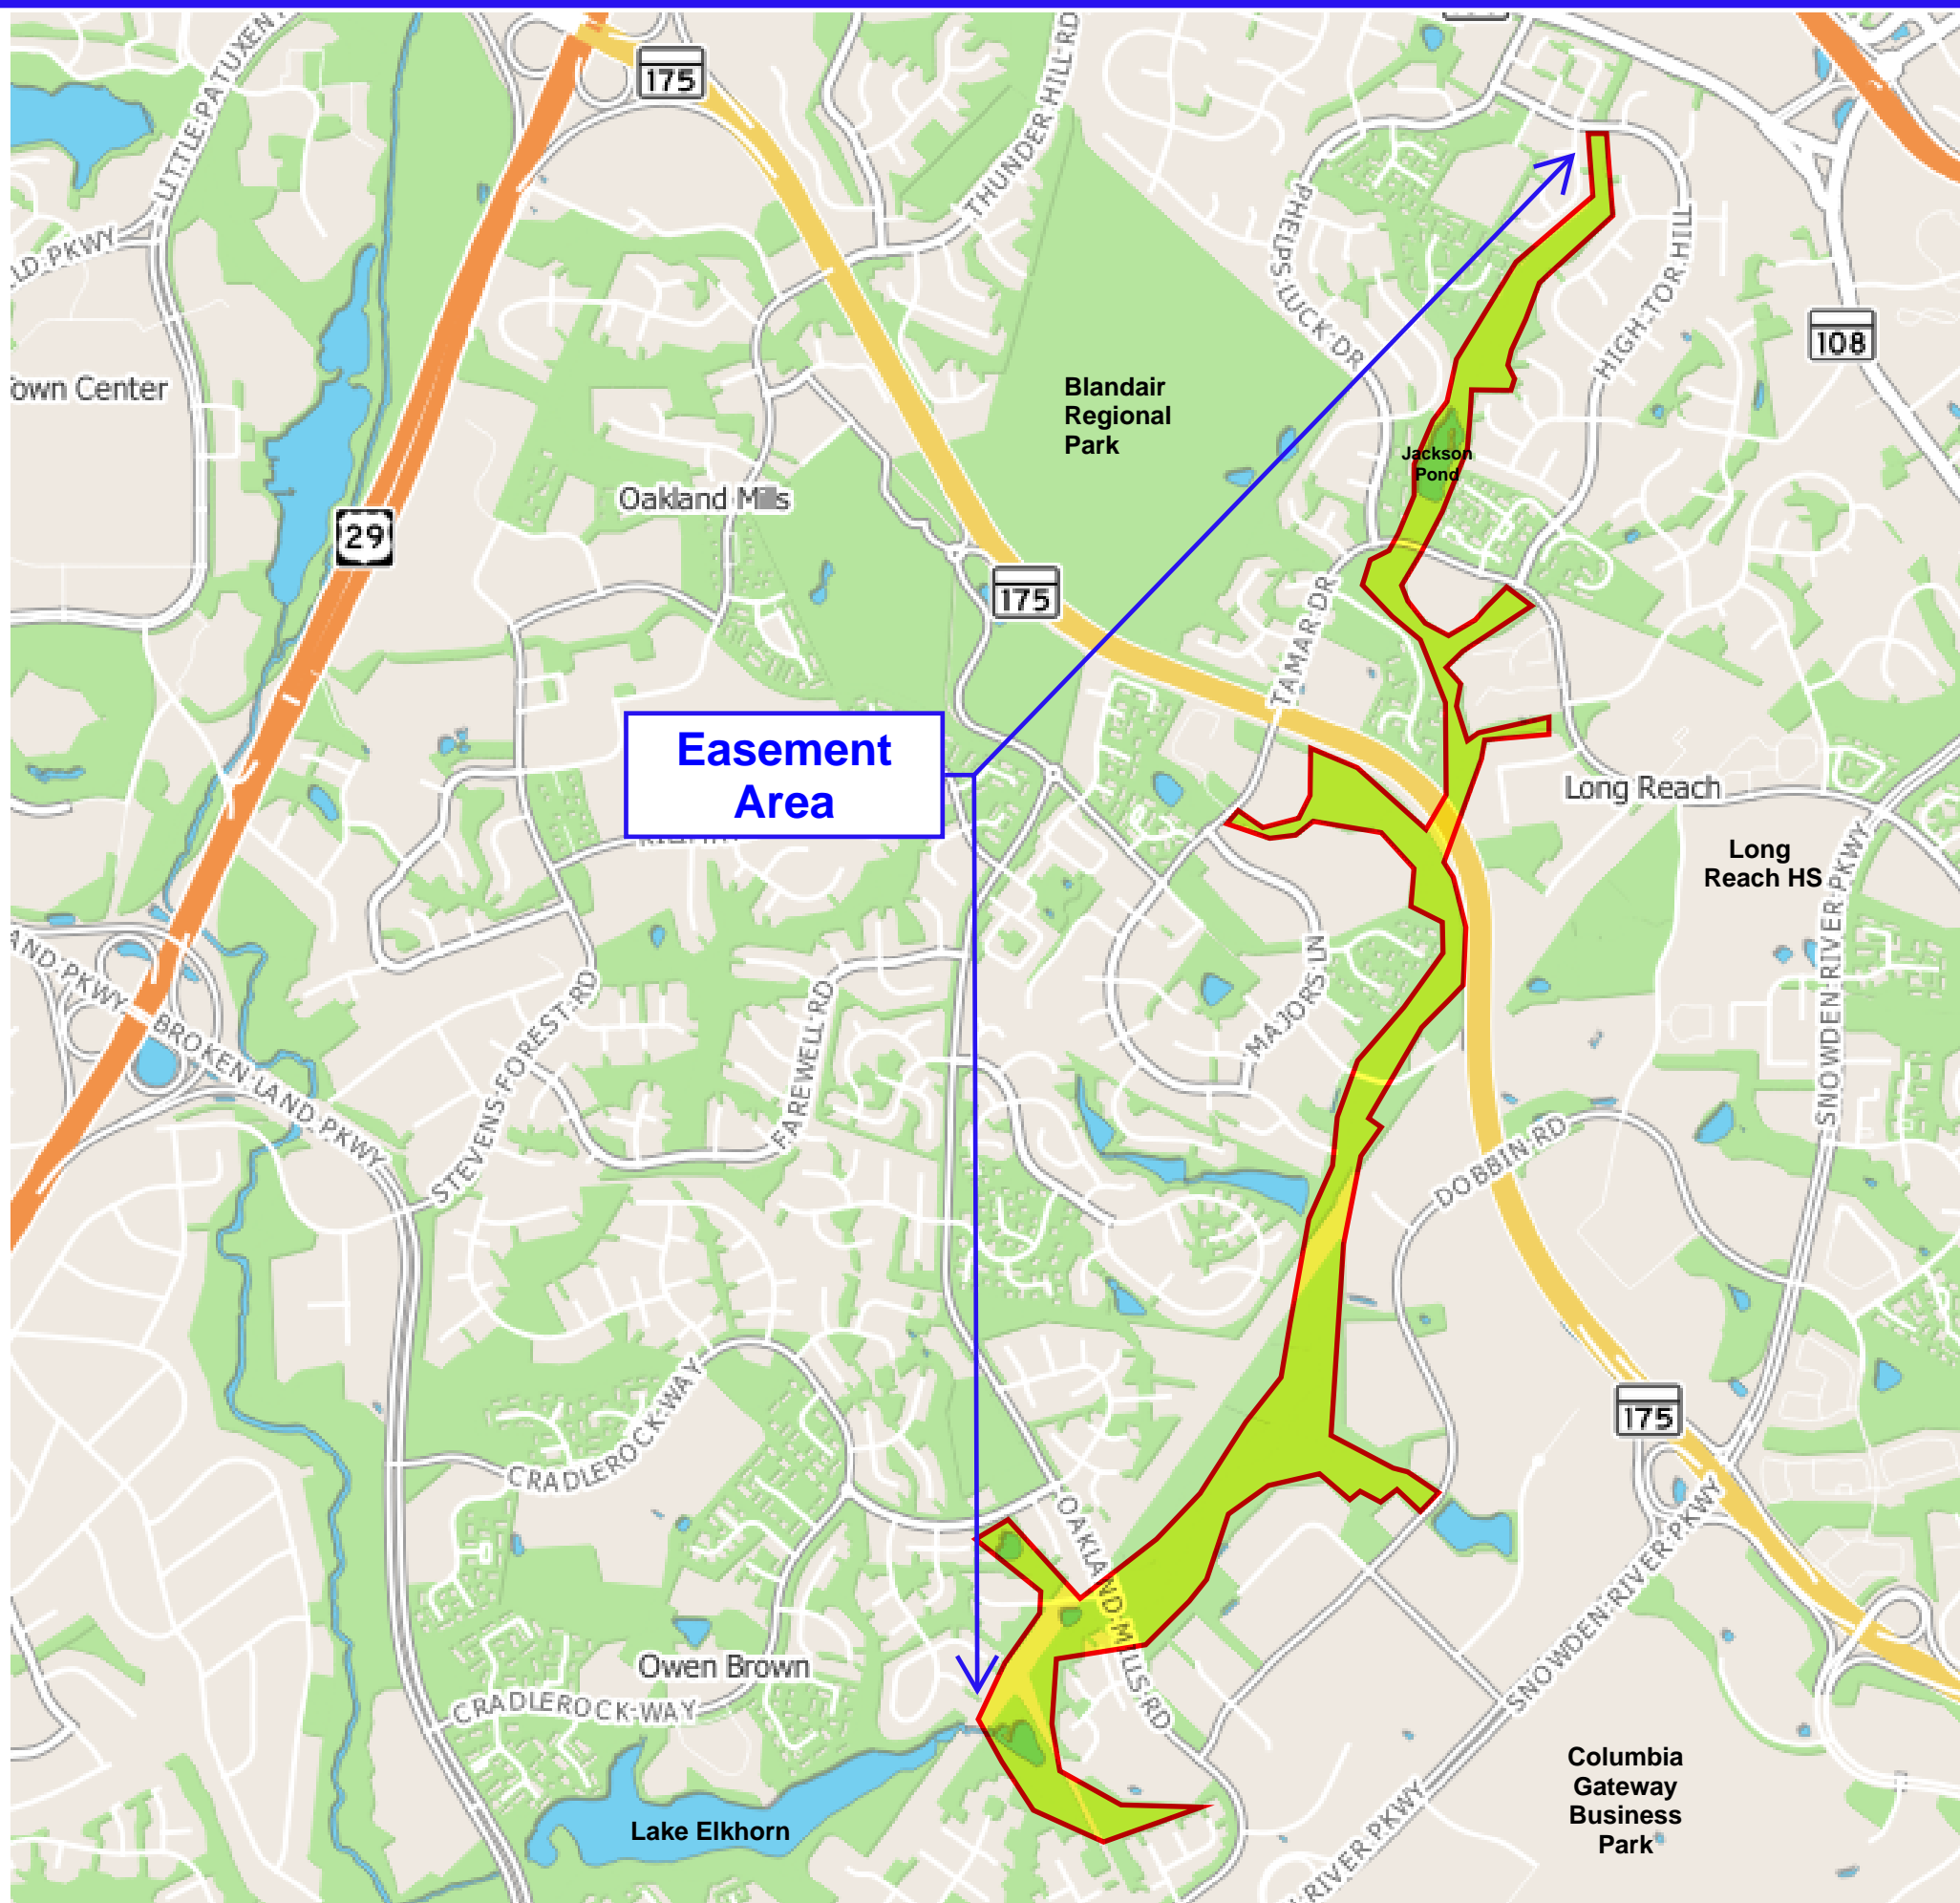 LITTLE PATUXENT
175
THUNDER HILL RD
LD PKWY
PHELPS LUCK DR
HIGH TOR HILL
108
own Center
Blandair
Regional
Park
Jackson
Pond
Oakland Mills
29
175
TAMAR DR
Easement
Area
Long Reach
Long
Reach HS
SNOWDEN RIVER PKWY
AND PKWY
BROKEN LAND PKWY
STEVENS FOREST RD
FAREWELL RD
MAJORS LN
DOBBIN RD
CRADLEROCK WAY
175
OAKLAND MILLS RD
SNOWDEN RIVER PKWY
Owen Brown
CRADLEROCK WAY
Lake Elkhorn
RIVER PKWY
Columbia
Gateway
Business
Park